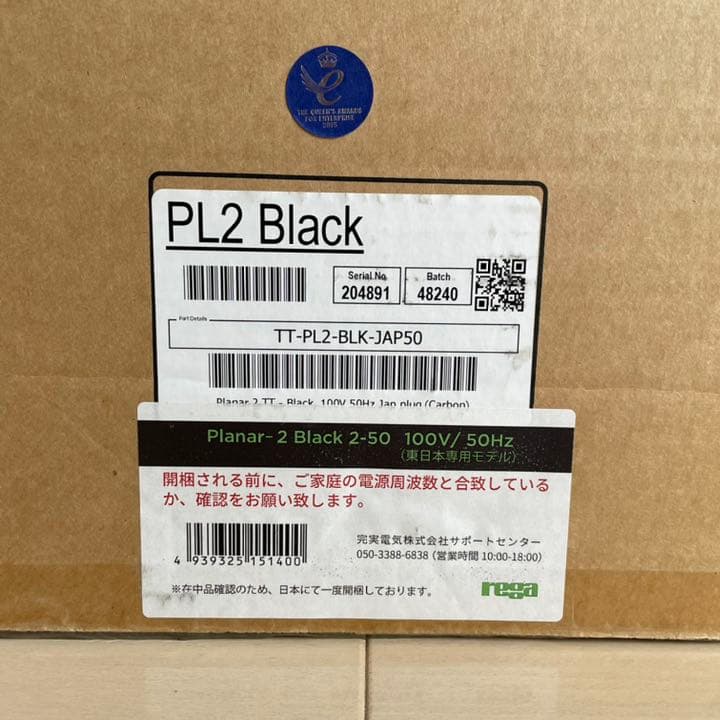 THE QUEEN'S AWARDS
FOR ENTERPRISE
2015
PL2 Black
Serial.No
204891
Batch
48240
Part Details
TT-PL2-BLK-JAP50
Planar 2 TT - Black, 100V 50Hz Jap plug (Carbon)
Planar-2 Black 2-50 100V/ 50Hz
(東日本専用モデル)
開梱される前に、ご家庭の電源周波数と合致している
か、確認をお願い致します。
4 939325 151400
完実電気株式会社サポートセンター
050-3388-6838 (営業時間 10:00-18:00)
※在中品確認のため、日本にて一度開梱しております。
rega